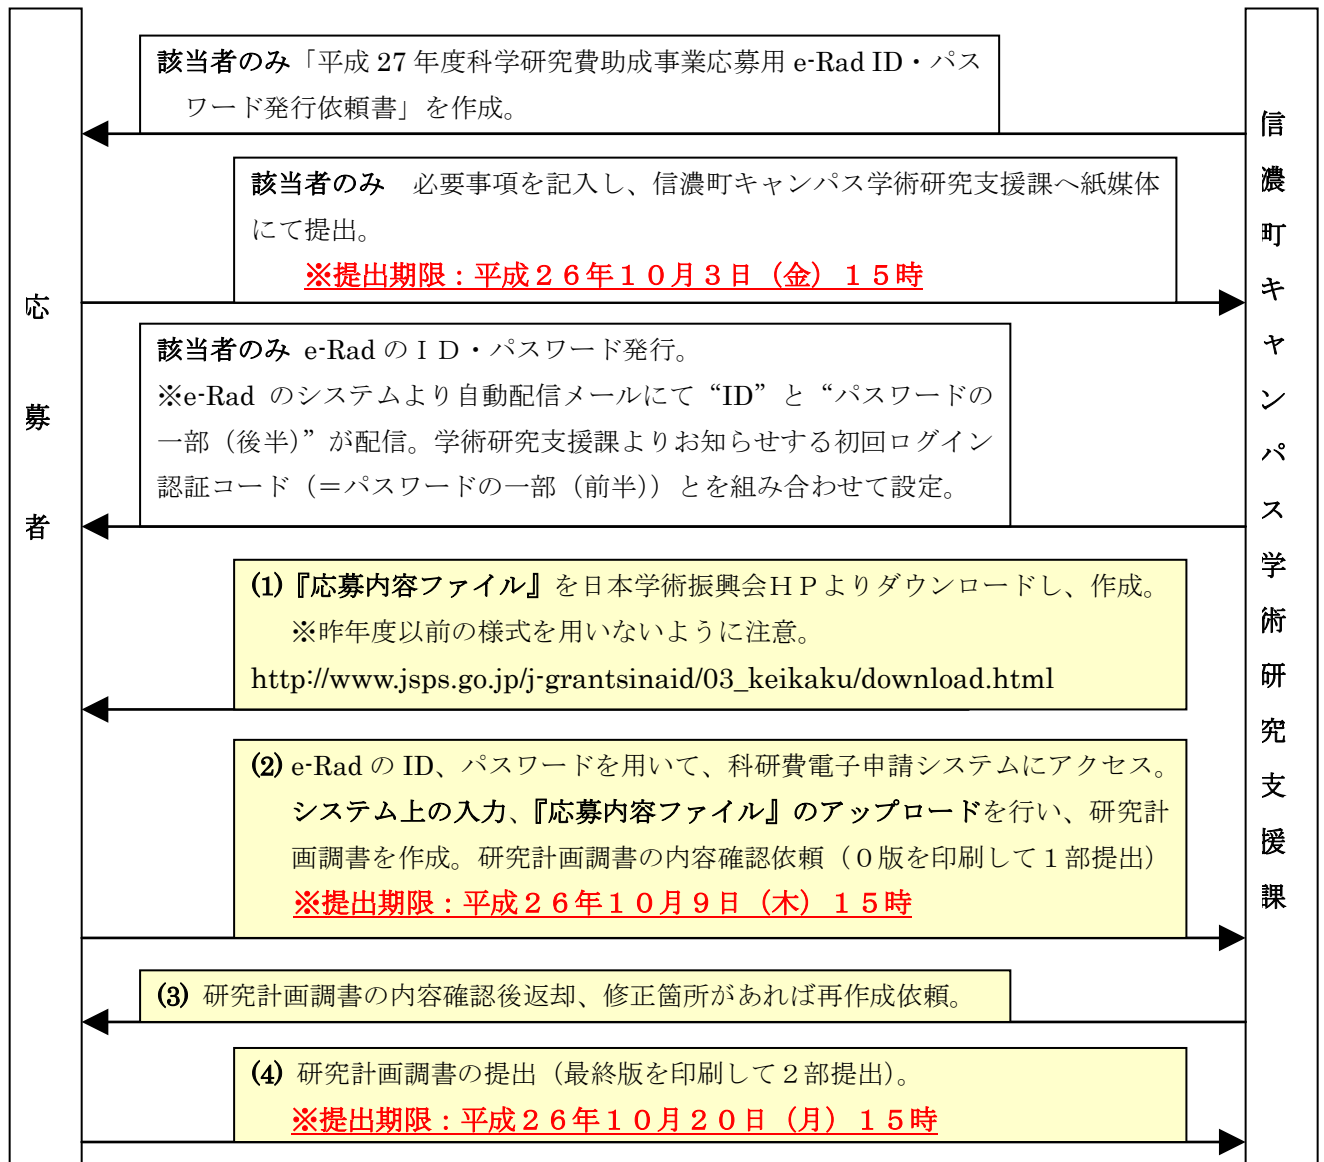 該当者のみ「平成 27 年度科学研究費助成事業応募用 e-Rad ID・パス
ワード発行依頼書」を作成。
該当者のみ　必要事項を記入し、信濃町キャンパス学術研究支援課へ紙媒体
にて提出。
※提出期限：平成２６年１０月３日（金）１５時
該当者のみ e-Rad のＩＤ・パスワード発行。
※e-Rad のシステムより自動配信メールにて“ID”と“パスワードの
一部（後半）”が配信。学術研究支援課よりお知らせする初回ログイン
認証コード（＝パスワードの一部（前半））とを組み合わせて設定。
(1)『応募内容ファイル』を日本学術振興会ＨＰよりダウンロードし、作成。
※昨年度以前の様式を用いないように注意。
http://www.jsps.go.jp/j-grantsinaid/03_keikaku/download.html
(2) e-Rad の ID、パスワードを用いて、科研費電子申請システムにアクセス。
システム上の入力、『応募内容ファイル』のアップロードを行い、研究計
画調書を作成。研究計画調書の内容確認依頼（０版を印刷して１部提出）
※提出期限：平成２６年１０月９日（木）１５時
(3) 研究計画調書の内容確認後返却、修正箇所があれば再作成依頼。
(4) 研究計画調書の提出（最終版を印刷して２部提出）。
※提出期限：平成２６年１０月２０日（月）１５時
応募者
信濃町キャンパス学術研究支援課